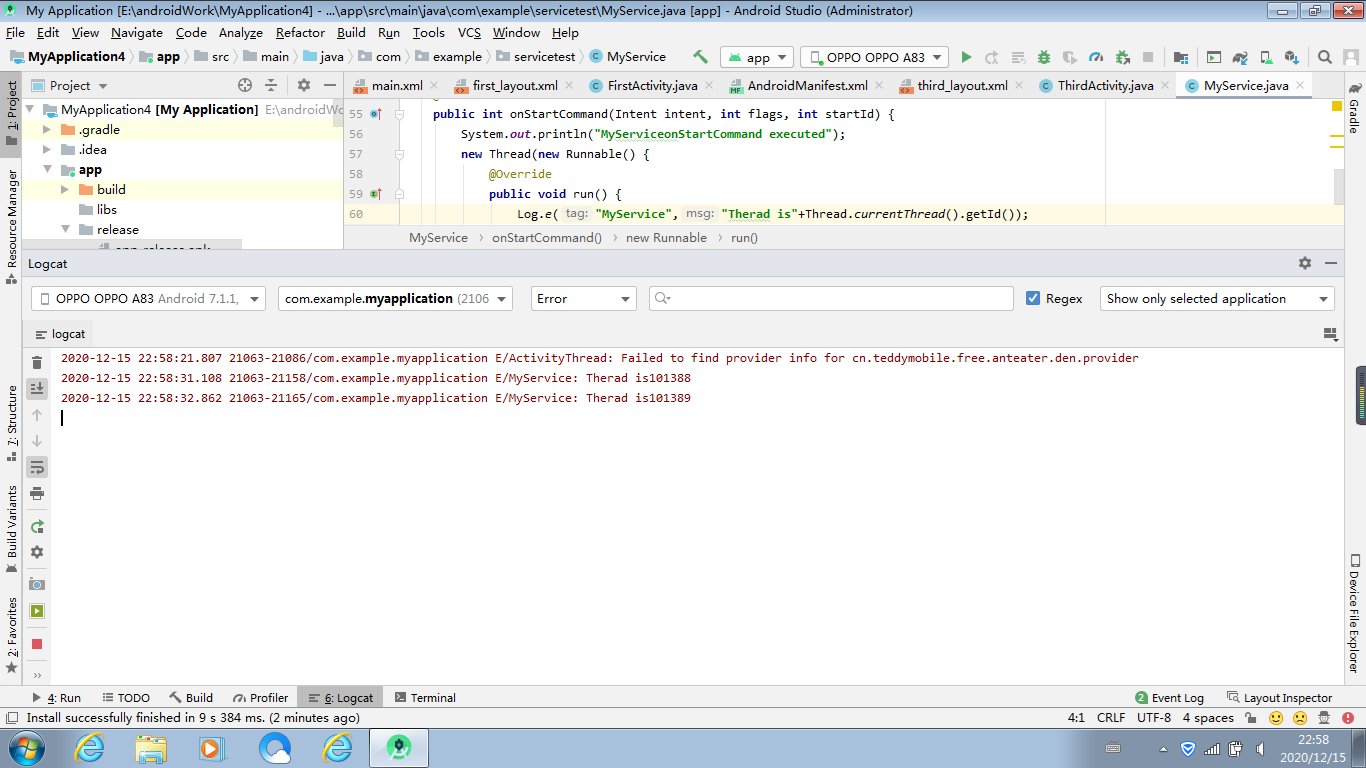 My Application [E:\androidWork\MyApplication4] - ...\app\src\main\java\com\example\servicetest\MyService.java [app] - Android Studio (Administrator)
File Edit View Navigate Code Analyze Refactor Build Run Tools VCS Window Help
MyApplication4 app src main java com example servicetest MyService app OPPO OPPO A83
Project main.xml first_layout.xml FirstActivity.java AndroidManifest.xml third_layout.xml ThirdActivity.java MyService.java
MyApplication4 [My Application] E:\androidWo
.gradle
.idea
app
build
libs
release
55 public int onStartCommand(Intent intent, int flags, int startId) {
56 System.out.println("MyServiceonStartCommand executed");
57 new Thread(new Runnable() {
58 @Override
59 public void run() {
60 Log.e( tag: "MyService", msg: "Therad is"+Thread.currentThread().getId());
MyService onStartCommand() new Runnable run()
Logcat
OPPO OPPO A83 Android 7.1.1, com.example.myapplication (2106 Error Regex Show only selected application
logcat
2020-12-15 22:58:21.807 21063-21086/com.example.myapplication E/ActivityThread: Failed to find provider info for cn.teddymobile.free.anteater.den.provider
2020-12-15 22:58:31.108 21063-21158/com.example.myapplication E/MyService: Therad is101388
2020-12-15 22:58:32.862 21063-21165/com.example.myapplication E/MyService: Therad is101389
1: Project
Resource Manager
7: Structure
Build Variants
2: Favorites
Gradle
Device File Explorer
4: Run TODO Build Profiler 6: Logcat Terminal 2 Event Log Layout Inspector
Install successfully finished in 9 s 384 ms. (2 minutes ago) 4:1 CRLF UTF-8 4 spaces
22:58
2020/12/15